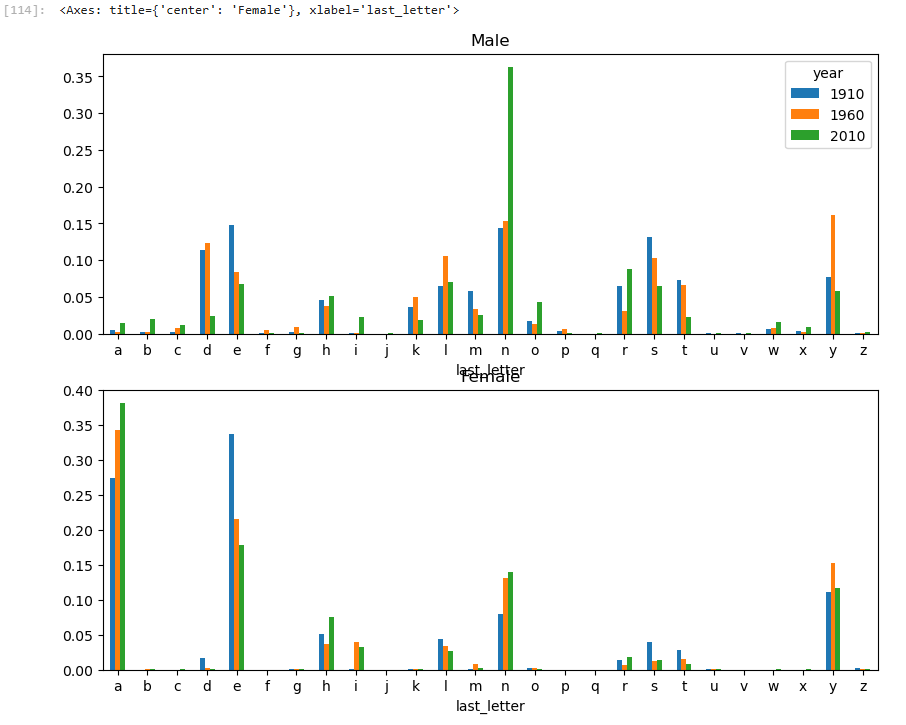 [114]: <Axes: title={'center': 'Female'}, xlabel='last_letter'>
Male
year
1910
1960
2010
0.35
0.30
0.25
0.20
0.15
0.10
0.05
0.00
a b c d e f g h i j k l m n o p q r s t u v w x y z
last_letter
Female
0.40
0.35
0.30
0.25
0.20
0.15
0.10
0.05
0.00
a b c d e f g h i j k l m n o p q r s t u v w x y z
last_letter